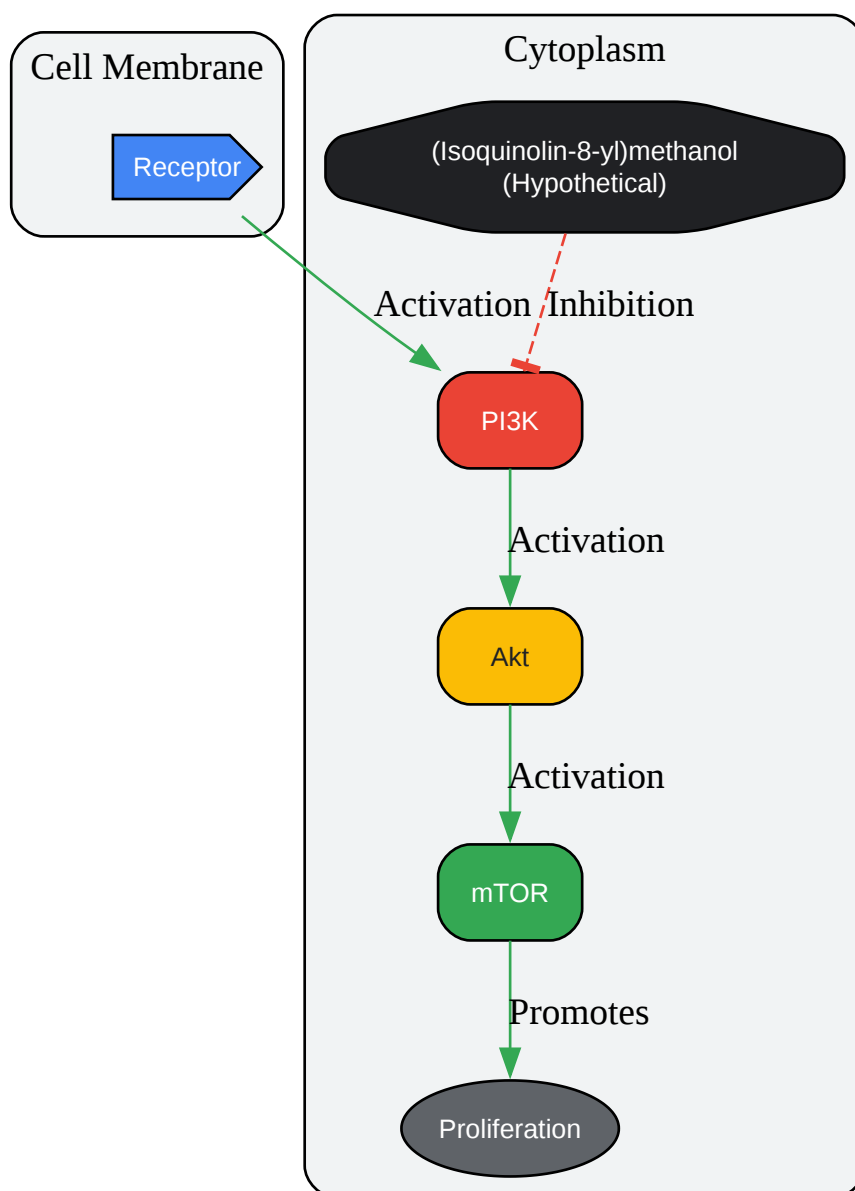 Cell Membrane
Receptor
Cytoplasm
(Isoquinolin-8-yl)methanol
(Hypothetical)
Activation
Inhibition
PI3K
Activation
Akt
Activation
mTOR
Promotes
Proliferation